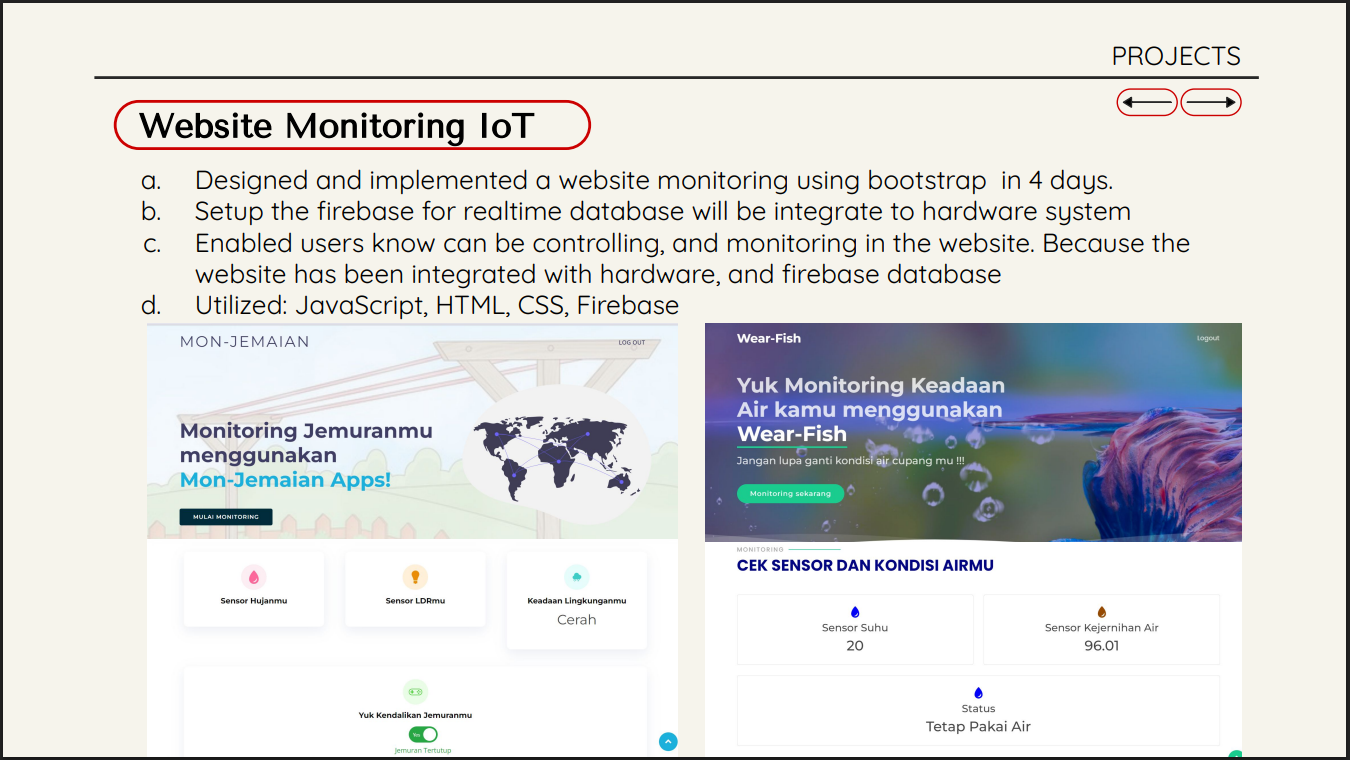 PROJECTS
Website Monitoring IoT
a. Designed and implemented a website monitoring using bootstrap in 4 days.
b. Setup the firebase for realtime database will be integrate to hardware system
c. Enabled users know can be controlling, and monitoring in the website. Because the
website has been integrated with hardware, and firebase database
d. Utilized: JavaScript, HTML, CSS, Firebase
MON-JEMAIAN
LOG OUT
Monitoring Jemuranmu
menggunakan
Mon-Jemaian Apps!
MULAI MONITORING
Sensor Hujanmu
Sensor LDRmu
Keadaan Lingkunganmu
Cerah
Yuk Kendalikan Jemuranmu
Yes
Jemuran Tertutup
Wear-Fish
Logout
Yuk Monitoring Keadaan
Air kamu menggunakan
Wear-Fish
Jangan lupa ganti kondisi air cupang mu !!!
Monitoring sekarang
MONITORING
CEK SENSOR DAN KONDISI AIRMU
Sensor Suhu
20
Sensor Kejernihan Air
96.01
Status
Tetap Pakai Air